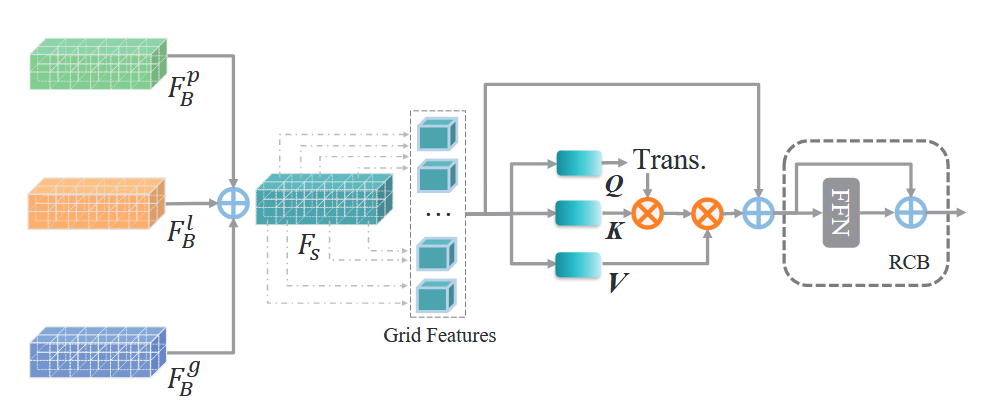 F_B^p
F_B^l
F_s
F_B^g
...
Grid Features
Trans.
Q
K
V
FFN
RCB